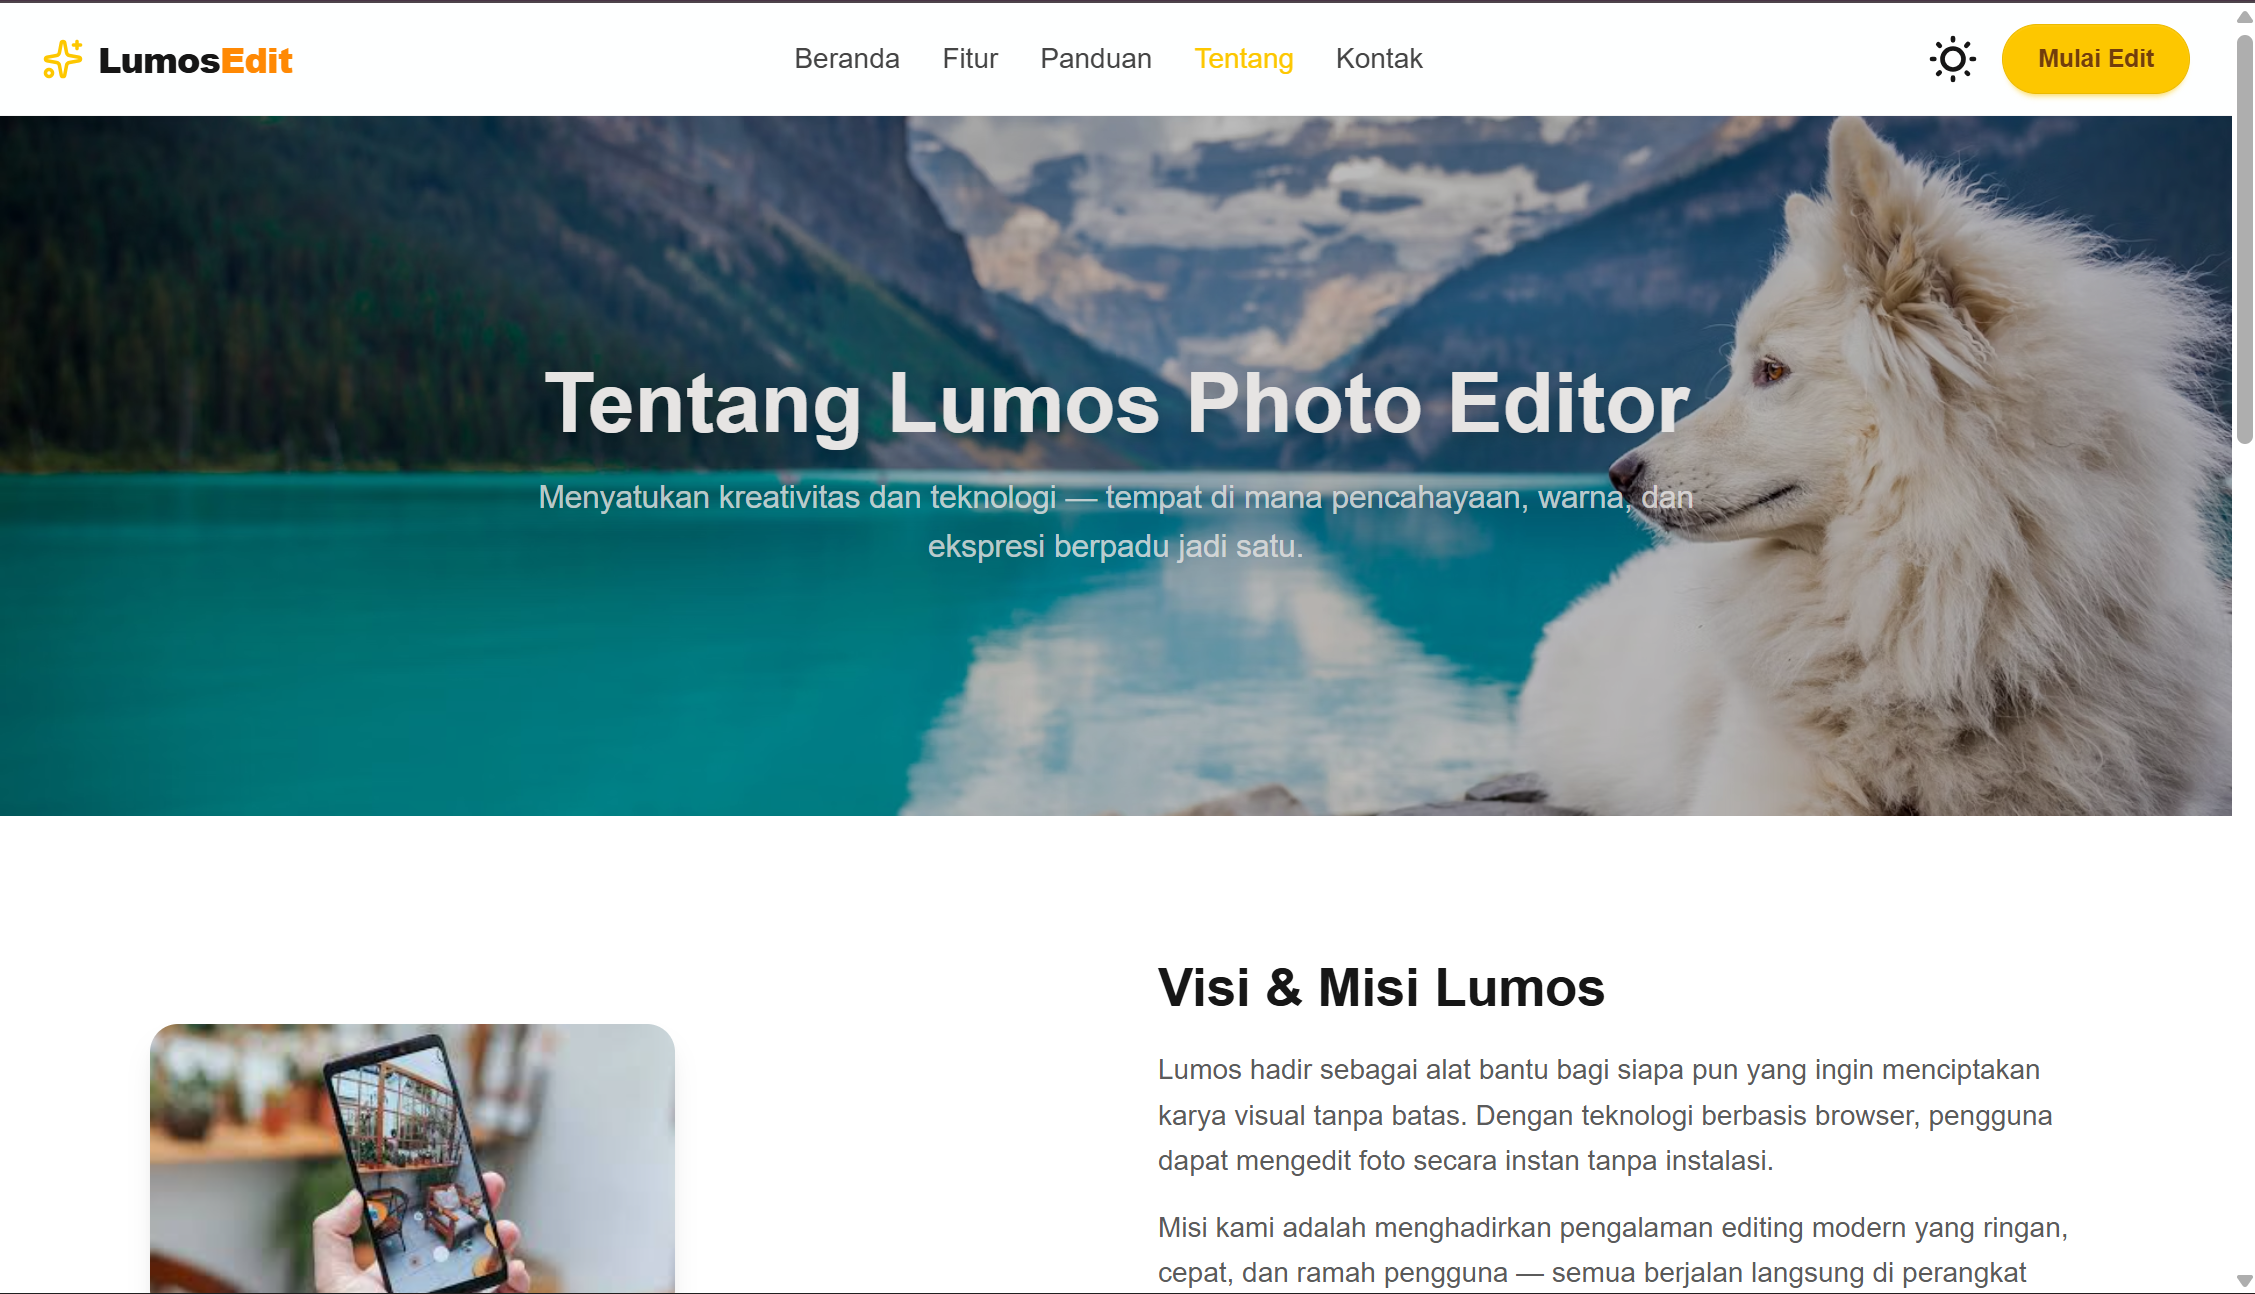 LumosEdit
Beranda
Fitur
Panduan
Tentang
Kontak
Mulai Edit
Tentang Lumos Photo Editor
Menyatukan kreativitas dan teknologi — tempat di mana pencahayaan, warna, dan
ekspresi berpadu jadi satu.
Visi & Misi Lumos
Lumos hadir sebagai alat bantu bagi siapa pun yang ingin menciptakan
karya visual tanpa batas. Dengan teknologi berbasis browser, pengguna
dapat mengedit foto secara instan tanpa instalasi.
Misi kami adalah menghadirkan pengalaman editing modern yang ringan,
cepat, dan ramah pengguna — semua berjalan langsung di perangkat